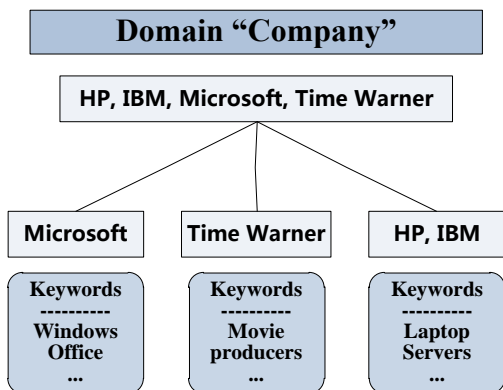 Domain “Company”
HP, IBM, Microsoft, Time Warner
Microsoft
Time Warner
HP, IBM
Keywords
----------
Windows
Office
...
Keywords
----------
Movie
producers
...
Keywords
----------
Laptop
Servers
...